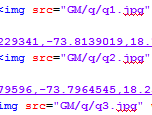 <img src="GM/q/q1.jpg"
229341,-73.8139019,18.
<img src="GM/q/q2.jpg"
79596,-73.7964545,18.2
img src="GM/q/q3.jpg"